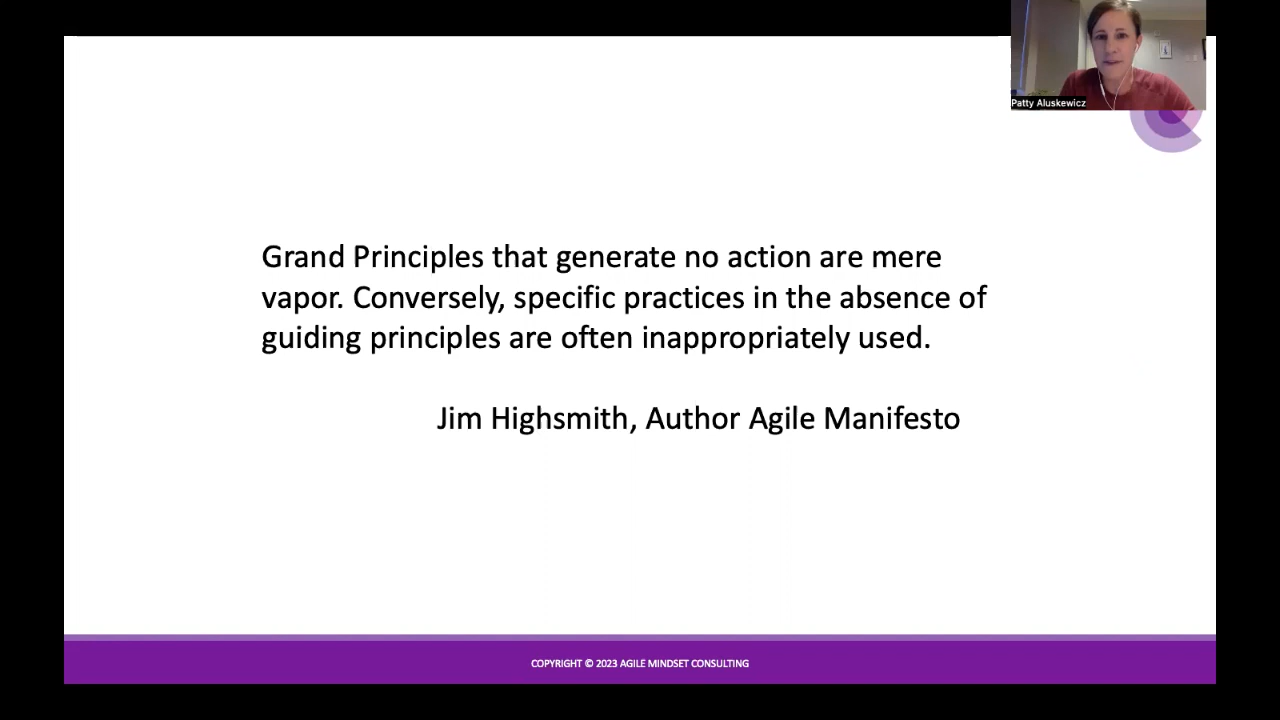 Patty Aluskewicz
Grand Principles that generate no action are mere
vapor. Conversely, specific practices in the absence of
guiding principles are often inappropriately used.
Jim Highsmith, Author Agile Manifesto
COPYRIGHT © 2023 AGILE MINDSET CONSULTING